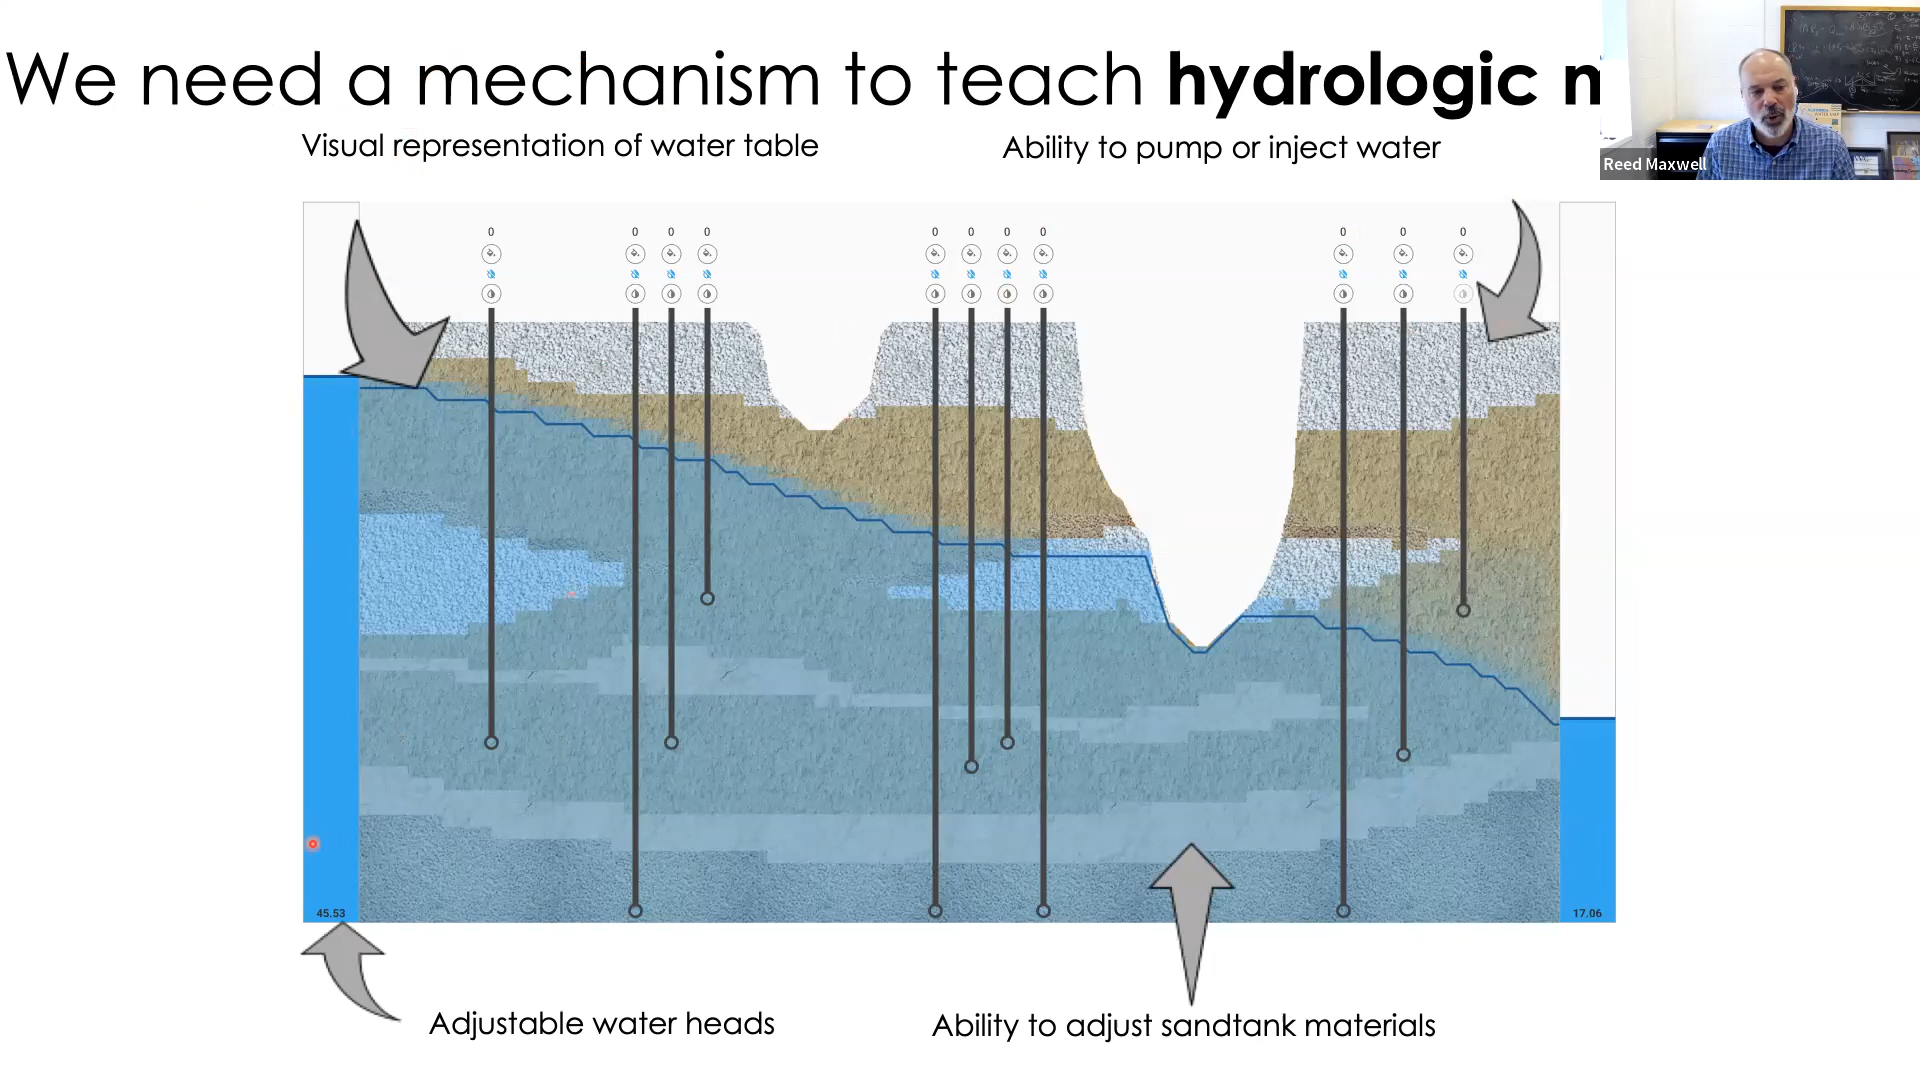 We need a mechanism to teach hydrologic n
Visual representation of water table
Ability to pump or inject water
Reed Maxwell
0 0 0 0 0 0 0 0 0 0 0
45.53
17.06
Adjustable water heads
Ability to adjust sandtank materials